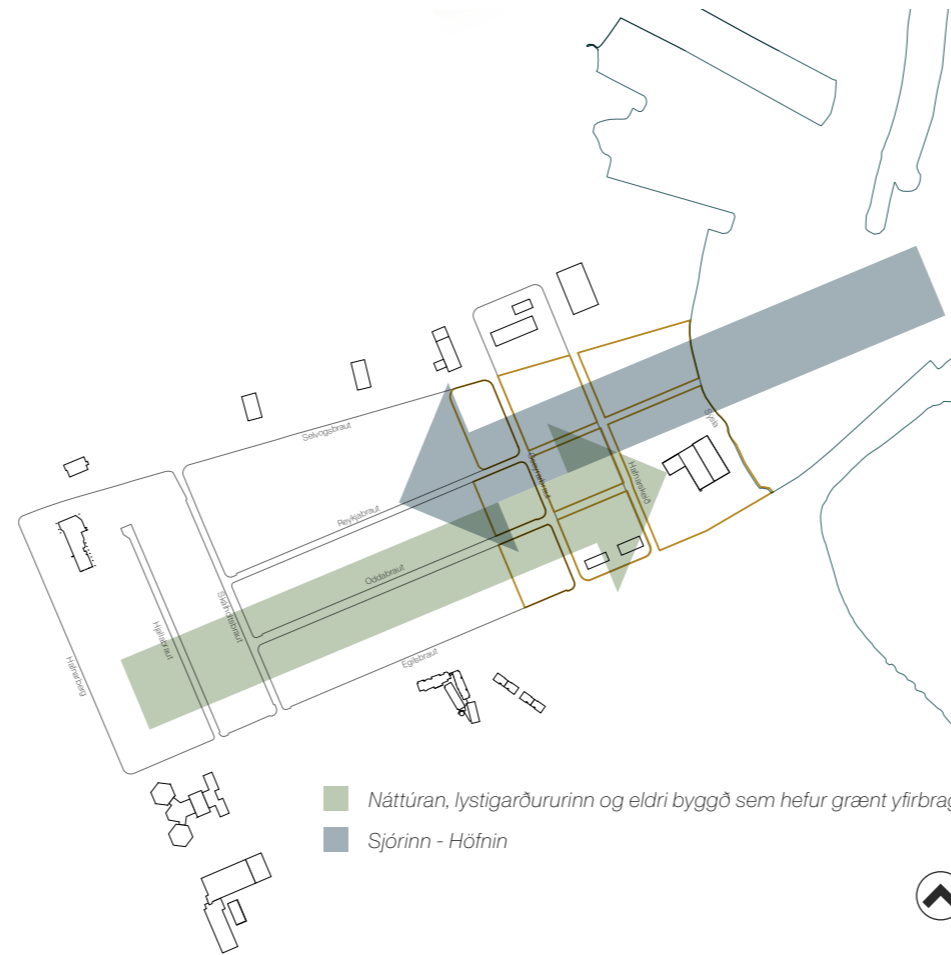 Selvogsbraut
Reykjabraut
Oddabraut
Egilsbraut
Hafnarberg
Hjallabraut
Skálholtsbraut
Hafnarskeið
Náttúran, lystigarðururinn og eldri byggð sem hefur grænt yfirbrag
Sjórinn - Höfnin